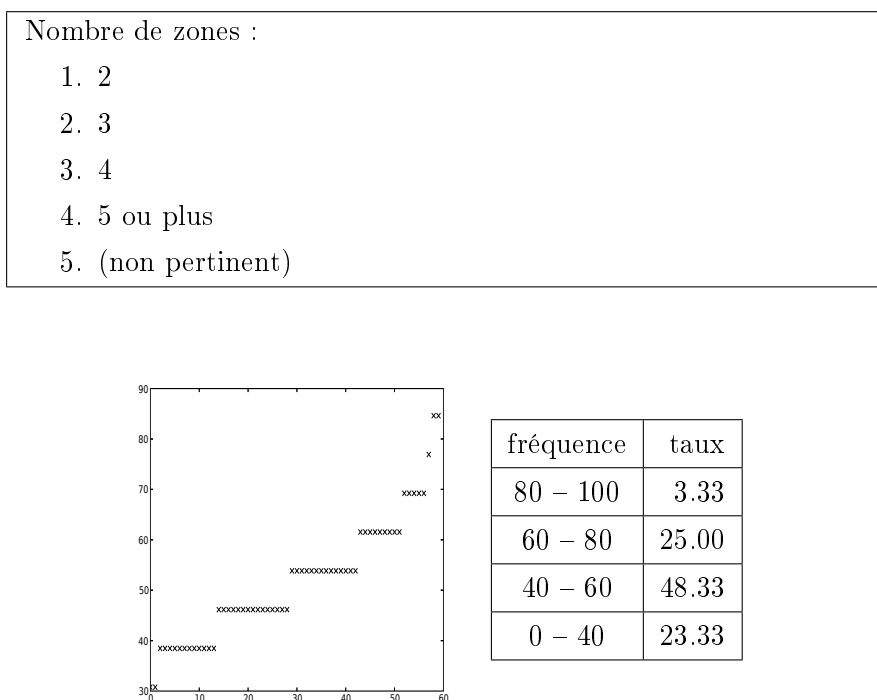 Nombre de zones :
1. 2
2. 3
3. 4
4. 5 ou plus
5. (non pertinent)
90
80
70
60
50
40
30
0 10 20 30 40 50 60
fréquence taux
80 – 100 3.33
60 – 80 25.00
40 – 60 48.33
0 – 40 23.33